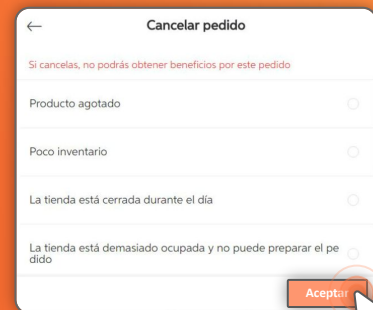 Cancelar pedido
Si cancelas, no podrás obtener beneficios por este pedido
Producto agotado
Poco inventario
La tienda está cerrada durante el día
La tienda está demasiado ocupada y no puede preparar el pe
dido
Aceptar